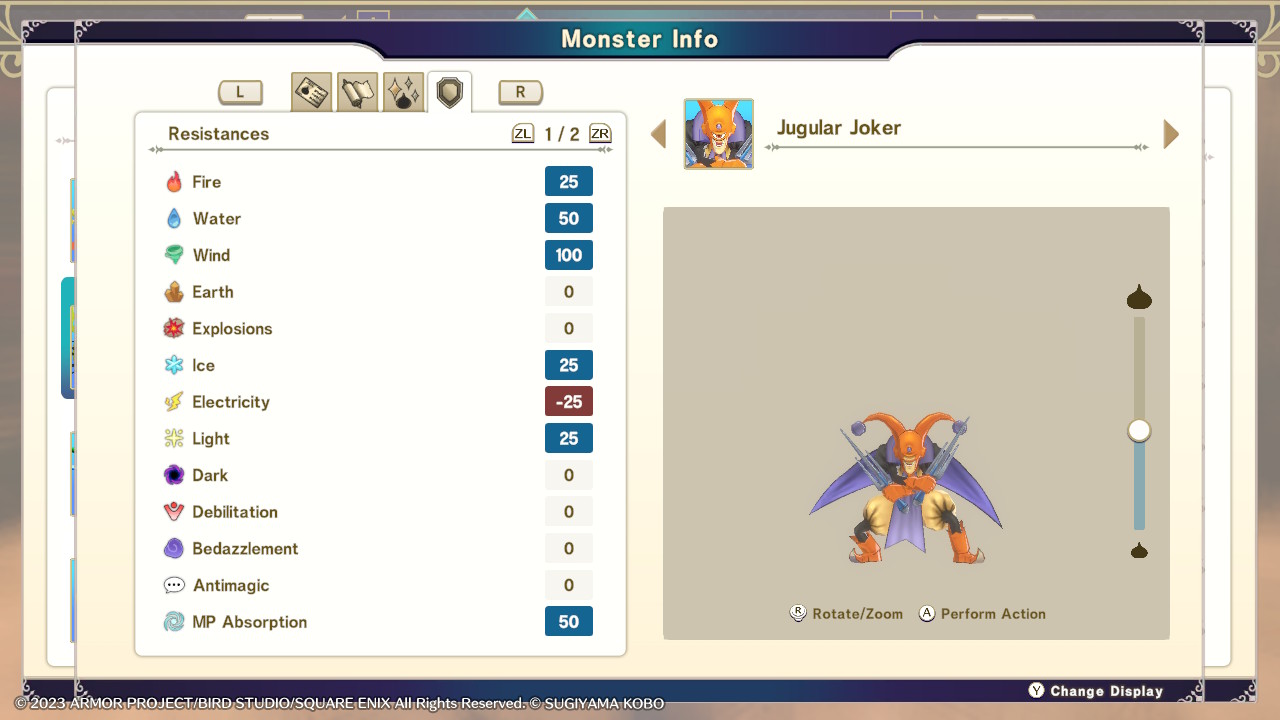 Monster Info
L R
Resistances ZL 1 / 2 ZR
Jugular Joker
Fire 25
Water 50
Wind 100
Earth 0
Explosions 0
Ice 25
Electricity -25
Light 25
Dark 0
Debilitation 0
Bedazzlement 0
Antimagic 0
MP Absorption 50
R Rotate/Zoom A Perform Action
Y Change Display
© 2023 ARMOR PROJECT/BIRD STUDIO/SQUARE ENIX All Rights Reserved. © SUGIYAMA KOBO